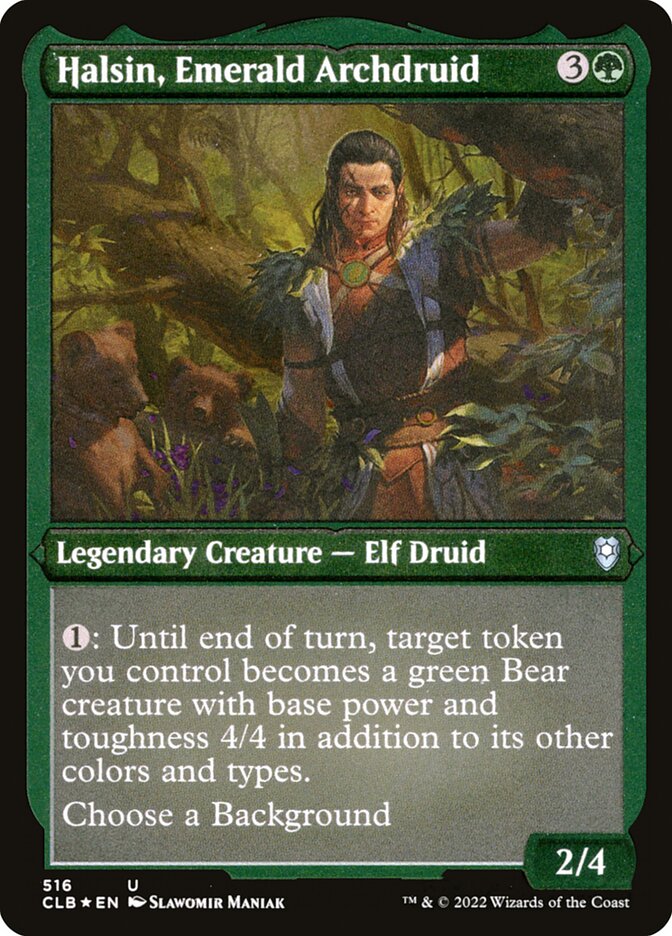 Halsin, Emerald Archdruid 3
Legendary Creature — Elf Druid
1: Until end of turn, target token
you control becomes a green Bear
creature with base power and
toughness 4/4 in addition to its other
colors and types.
Choose a Background
2/4
516 U
CLB★EN Slawomir Maniak
™ & © 2022 Wizards of the Coast